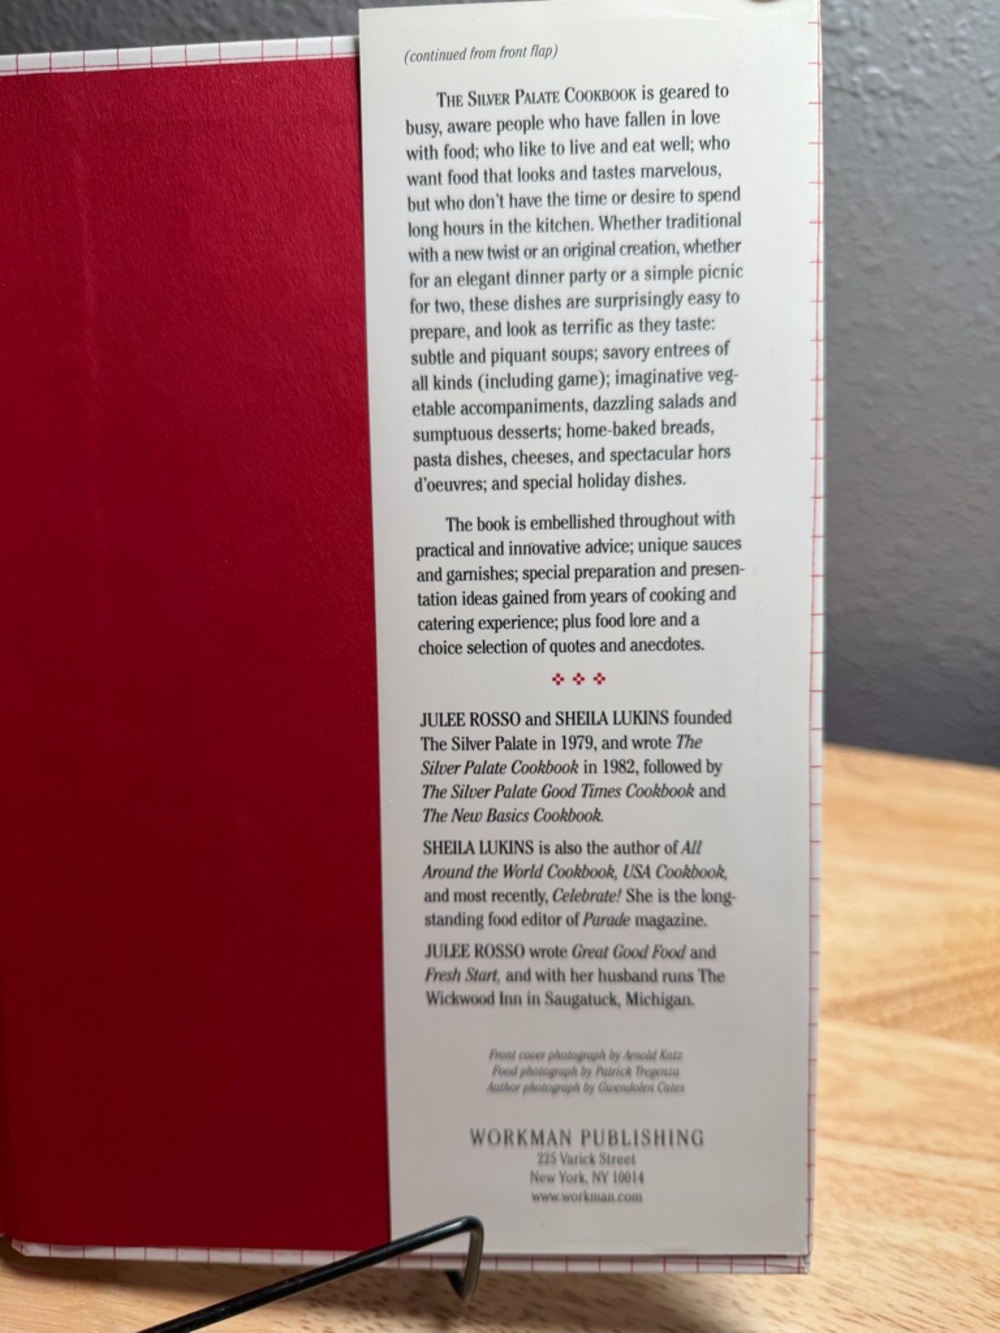 (continued from front flap)
THE SILVER PALATE COOKBOOK is geared to
busy, aware people who have fallen in love
with food; who like to live and eat well; who
want food that looks and tastes marvelous,
but who don't have the time or desire to spend
long hours in the kitchen. Whether traditional
with a new twist or an original creation, whether
for an elegant dinner party or a simple picnic
for two, these dishes are surprisingly easy to
prepare, and look as terrific as they taste:
subtle and piquant soups; savory entrees of
all kinds (including game); imaginative veg-
etable accompaniments, dazzling salads and
sumptuous desserts; home-baked breads,
pasta dishes, cheeses, and spectacular hors
d'oeuvres; and special holiday dishes.
The book is embellished throughout with
practical and innovative advice; unique sauces
and garnishes; special preparation and presen-
tation ideas gained from years of cooking and
catering experience; plus food lore and a
choice selection of quotes and anecdotes.
JULEE ROSSO and SHEILA LUKINS founded
The Silver Palate in 1979, and wrote The
Silver Palate Cookbook in 1982, followed by
The Silver Palate Good Times Cookbook and
The New Basics Cookbook.
SHEILA LUKINS is also the author of All
Around the World Cookbook, USA Cookbook,
and most recently, Celebrate! She is the long-
standing food editor of Parade magazine.
JULEE ROSSO wrote Great Good Food and
Fresh Start, and with her husband runs The
Wickwood Inn in Saugatuck, Michigan.
Front cover photograph by Arnold Katz
Food photograph by Patrick Tregenza
Author photograph by Gwendolen Cates
WORKMAN PUBLISHING
225 Varick Street
New York, NY 10014
www.workman.com